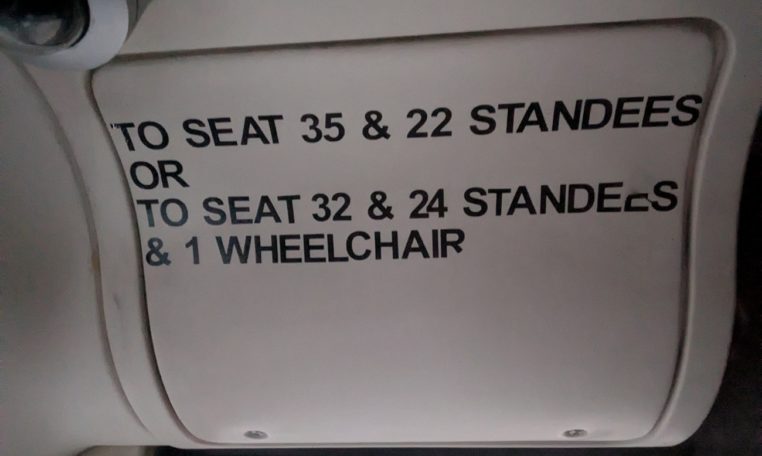 TO SEAT 35 & 22 STANDEES
OR
TO SEAT 32 & 24 STANDEES
& 1 WHEELCHAIR